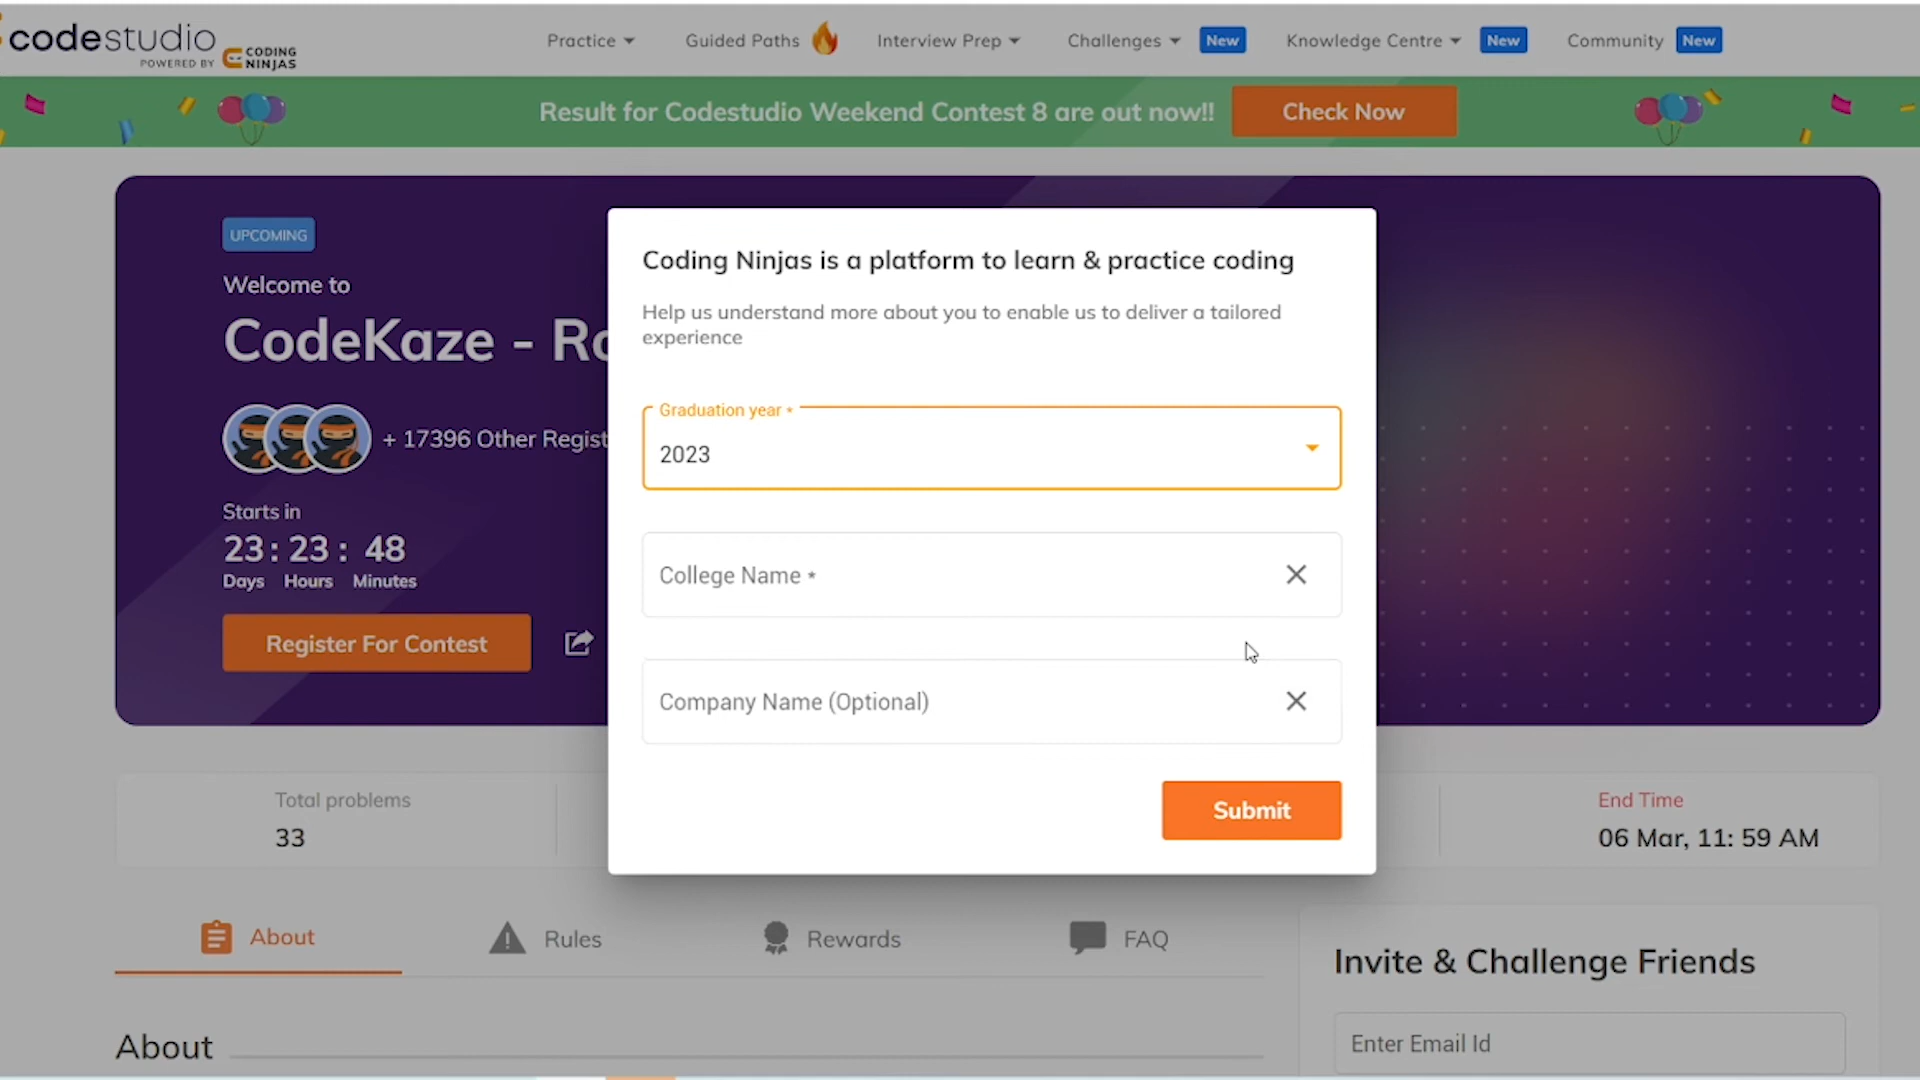 codestudio
POWERED BY CODING NINJAS
Practice
Guided Paths
Interview Prep
Challenges New
Knowledge Centre New
Community New
Result for Codestudio Weekend Contest 8 are out now!! Check Now
UPCOMING
Welcome to
CodeKaze -
+ 17396 Other
Starts in
23 : 23 : 48
Days Hours Minutes
Register For Contest
Coding Ninjas is a platform to learn & practice coding
Help us understand more about you to enable us to deliver a tailored
experience
Graduation year *
2023
College Name *
Company Name (Optional)
Submit
Total problems
33
End Time
06 Mar, 11: 59 AM
About
Rules
Rewards
FAQ
Invite & Challenge Friends
Enter Email Id
About